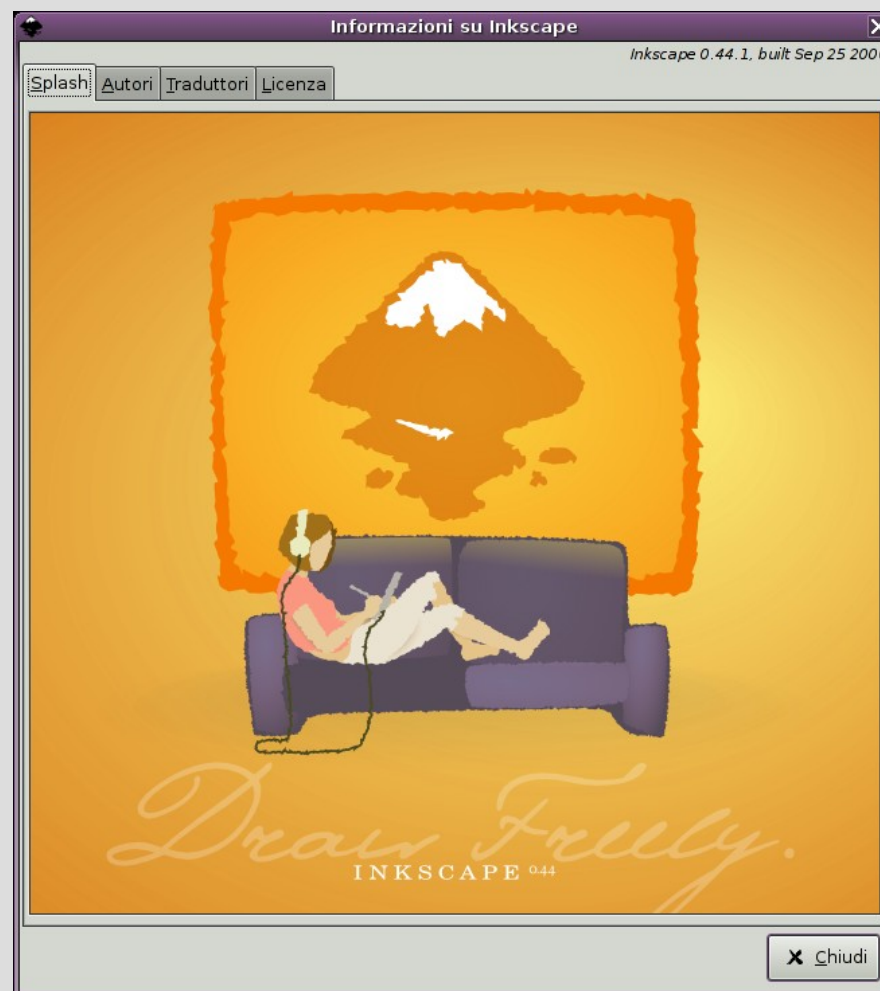 Informazioni su Inkscape
Inkscape 0.44.1, built Sep 25 200
Splash Autori Traduttori Licenza
Draw Freely.
INKSCAPE 0.44
Chiudi